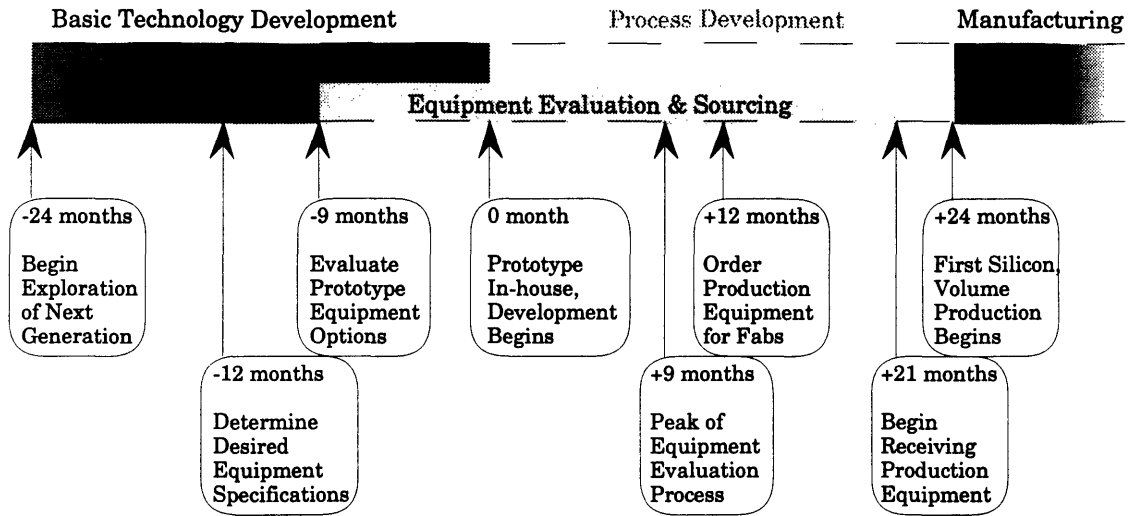 Basic Technology Development
Process Development
Manufacturing
Equipment Evaluation & Sourcing
-24 months
Begin
Exploration
of Next
Generation
-12 months
Determine
Desired
Equipment
Specifications
-9 months
Evaluate
Prototype
Equipment
Options
0 month
Prototype
In-house,
Development
Begins
+9 months
Peak of
Equipment
Evaluation
Process
+12 months
Order
Production
Equipment
for Fabs
+21 months
Begin
Receiving
Production
Equipment
+24 months
First Silicon,
Volume
Production
Begins